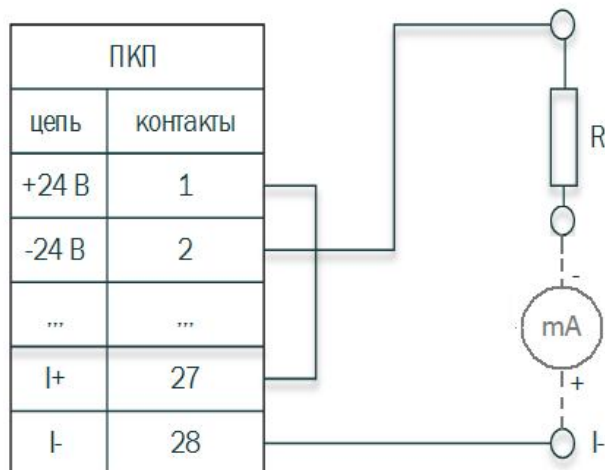 ПКП
цепь контакты
+24 В 1
-24 В 2
,,, ,,,
I+ 27
I- 28
R
-
mA
+
I-